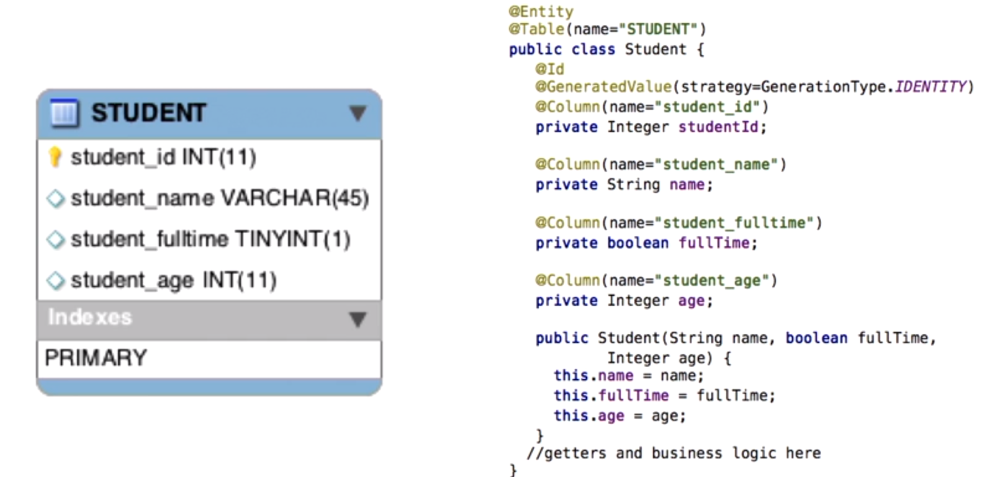 STUDENT
student_id INT(11)
student_name VARCHAR(45)
student_fulltime TINYINT(1)
student_age INT(11)
Indexes
PRIMARY
@Entity
@Table(name="STUDENT")
public class Student {
@Id
@GeneratedValue(strategy=GenerationType.IDENTITY)
@Column(name="student_id")
private Integer studentId;
@Column(name="student_name")
private String name;
@Column(name="student_fulltime")
private boolean fullTime;
@Column(name="student_age")
private Integer age;
public Student(String name, boolean fullTime,
Integer age) {
this.name = name;
this.fullTime = fullTime;
this.age = age;
}
//getters and business logic here
}